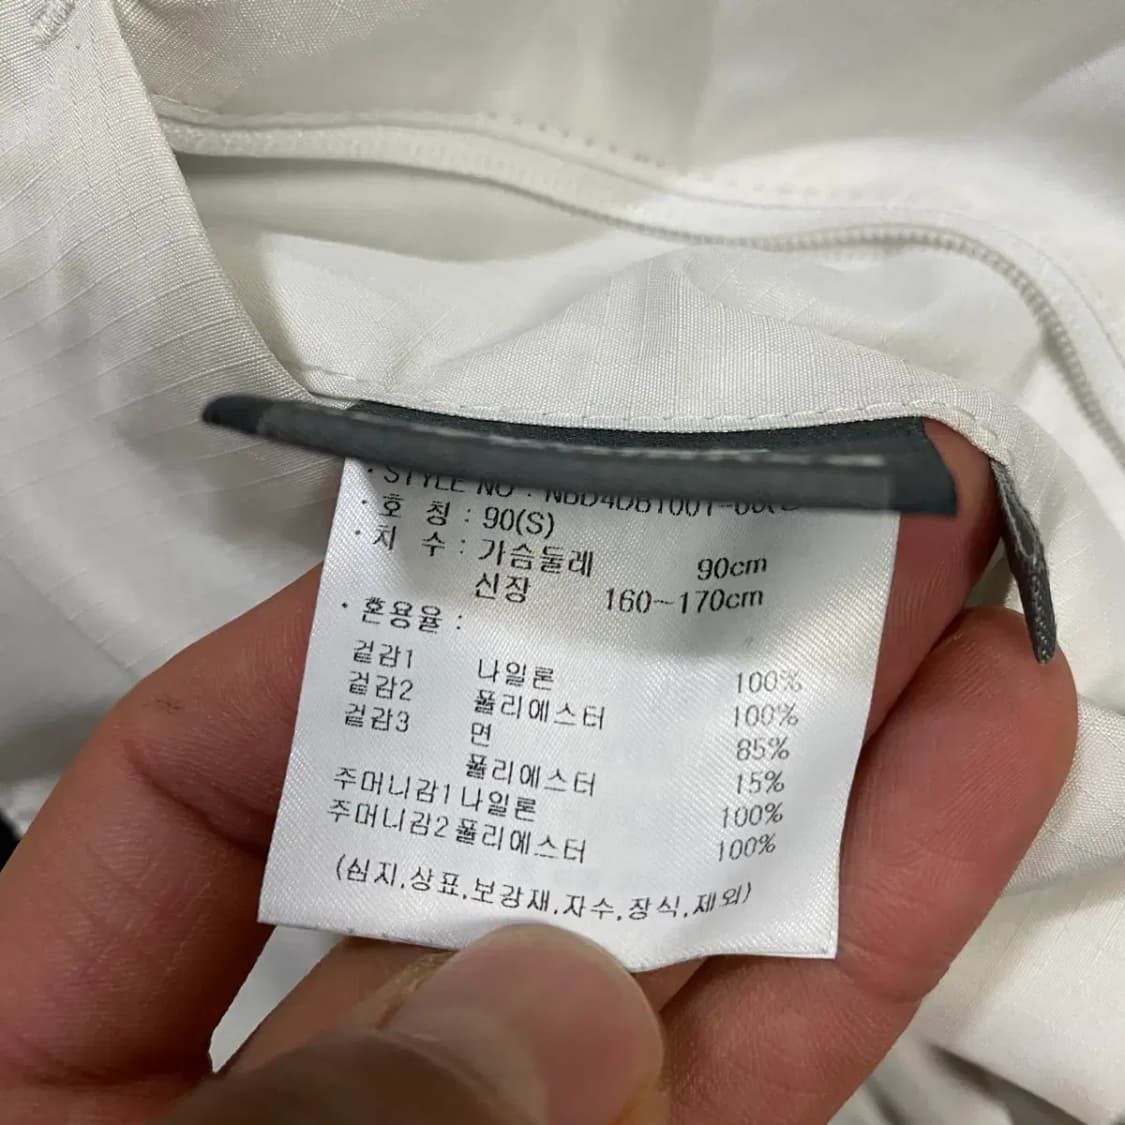 · STYLE NO :
· 호 칭 : 90(S)
· 치 수 : 가슴둘레 90cm
신장 160~170cm
· 혼용율 :
겉감1 나일론 100%
겉감2 폴리에스터 100%
겉감3 면 85%
폴리에스터 15%
주머니감1 나일론 100%
주머니감2 폴리에스터 100%
(심지,상표,보강재,자수,장식,제외)